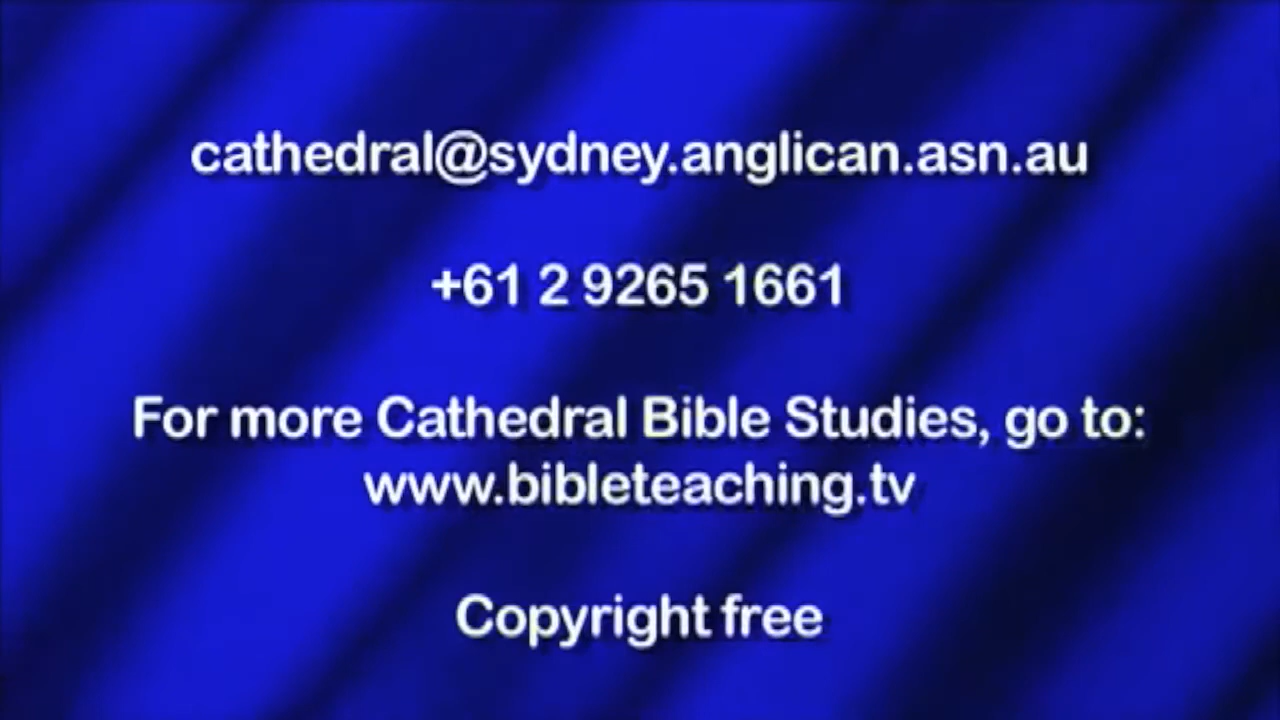 cathedral@sydney.anglican.asn.au
+61 2 9265 1661
For more Cathedral Bible Studies, go to:
www.bibleteaching.tv
Copyright free